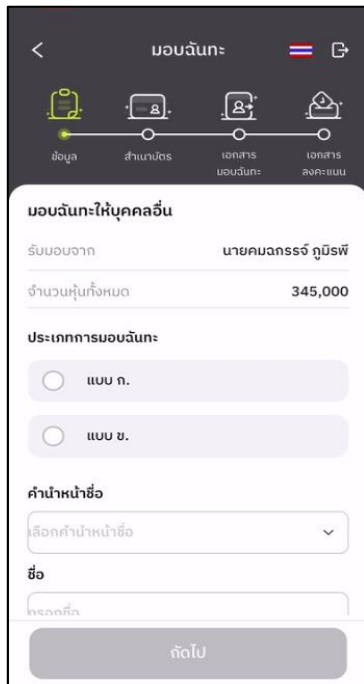 มอบฉันทะ
ข้อมูล
สำเนาบัตร
เอกสาร
มอบฉันทะ
เอกสาร
ลงคะแนน
มอบฉันทะให้บุคคลอื่น
รับมอบจาก นายคมฉกรรจ์ ภูมิรพี
จำนวนหุ้นทั้งหมด 345,000
ประเภทการมอบฉันทะ
แบบ ก.
แบบ ข.
คำนำหน้าชื่อ
เลือกคำนำหน้าชื่อ
ชื่อ
กรอกชื่อ
ถัดไป